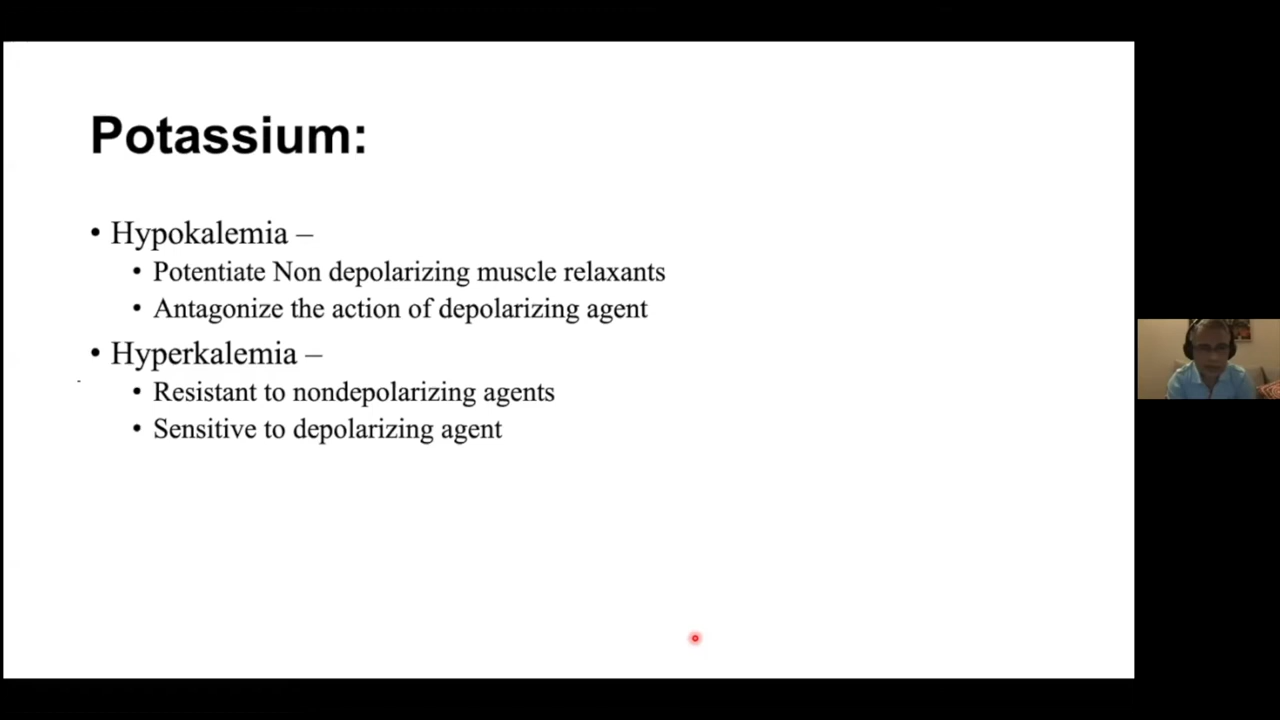 Potassium:
• Hypokalemia –
• Potentiate Non depolarizing muscle relaxants
• Antagonize the action of depolarizing agent
• Hyperkalemia –
• Resistant to nondepolarizing agents
• Sensitive to depolarizing agent